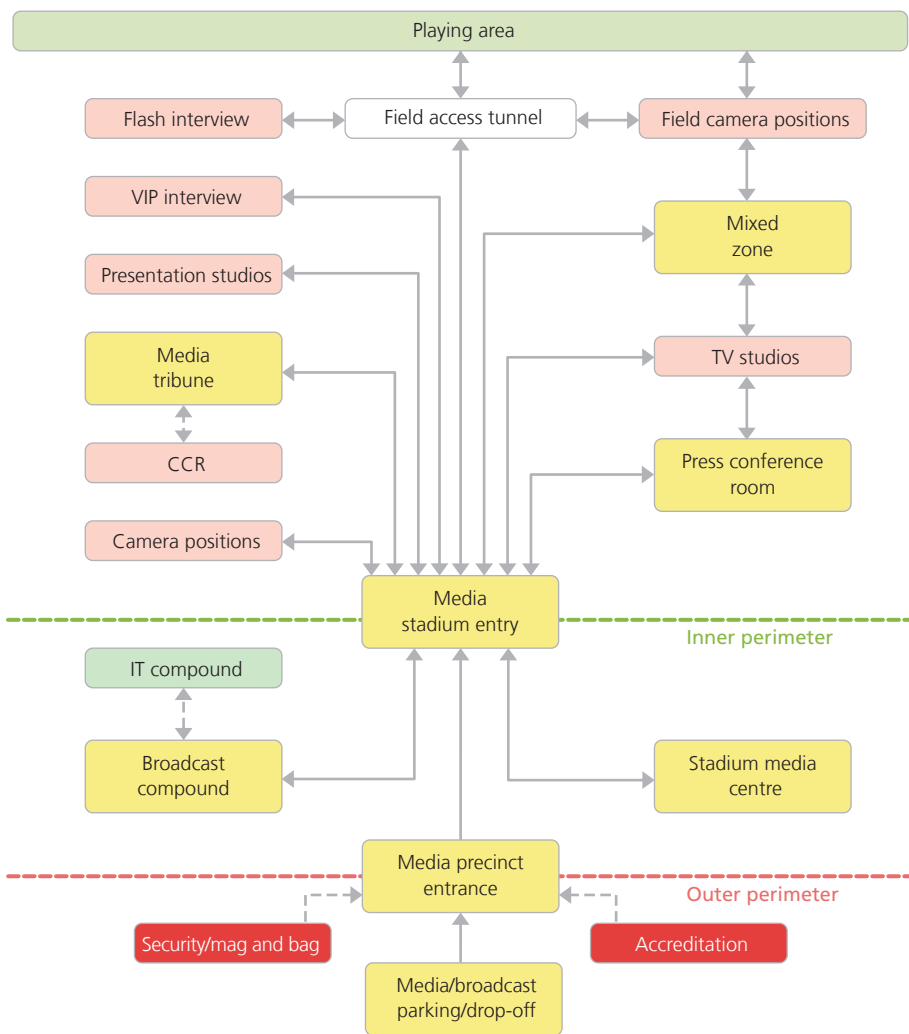 Playing area
Flash interview
Field access tunnel
Field camera positions
VIP interview
Mixed
zone
Presentation studios
Media
tribune
TV studios
CCR
Press conference
room
Camera positions
Media
stadium entry
Inner perimeter
IT compound
Broadcast
compound
Stadium media
centre
Media precinct
entrance
Outer perimeter
Security/mag and bag
Accreditation
Media/broadcast
parking/drop-off